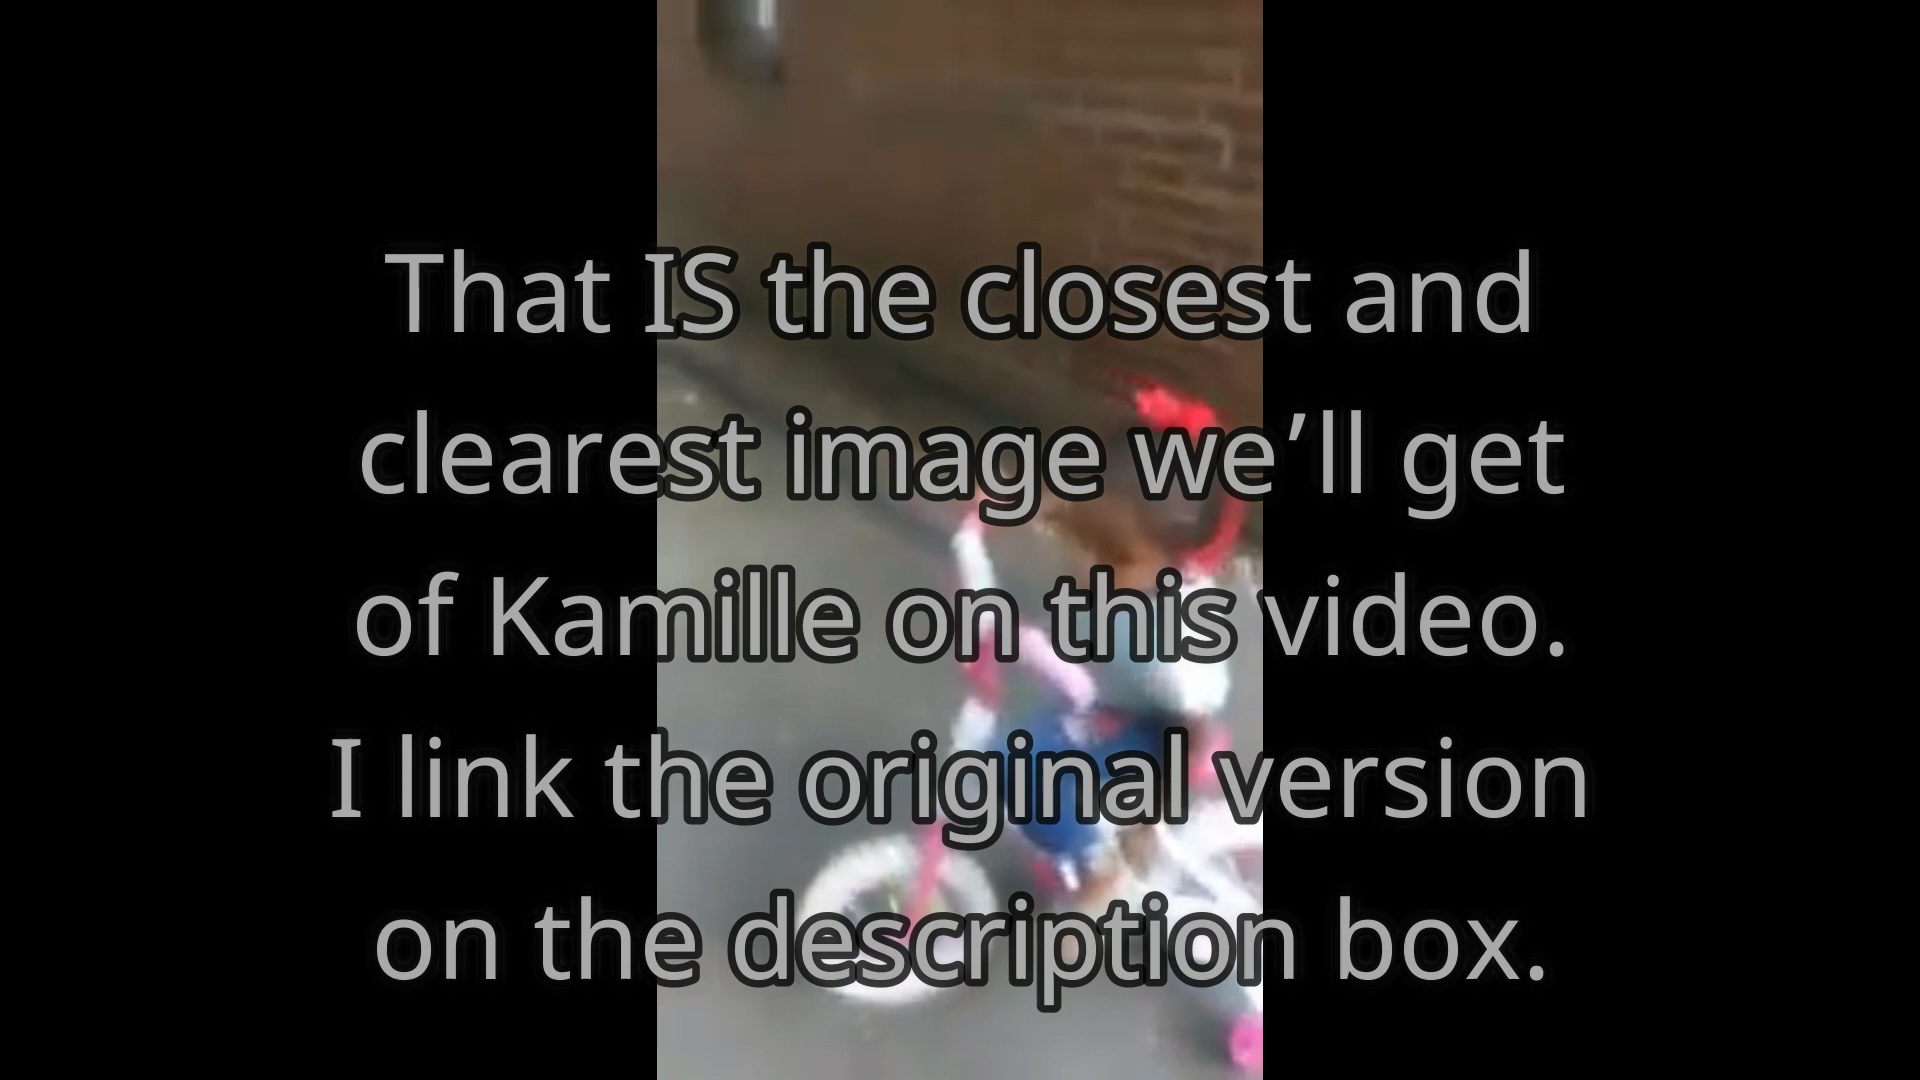 That IS the closest and
clearest image we’ll get
of Kamille on this video.
I link the original version
on the description box.